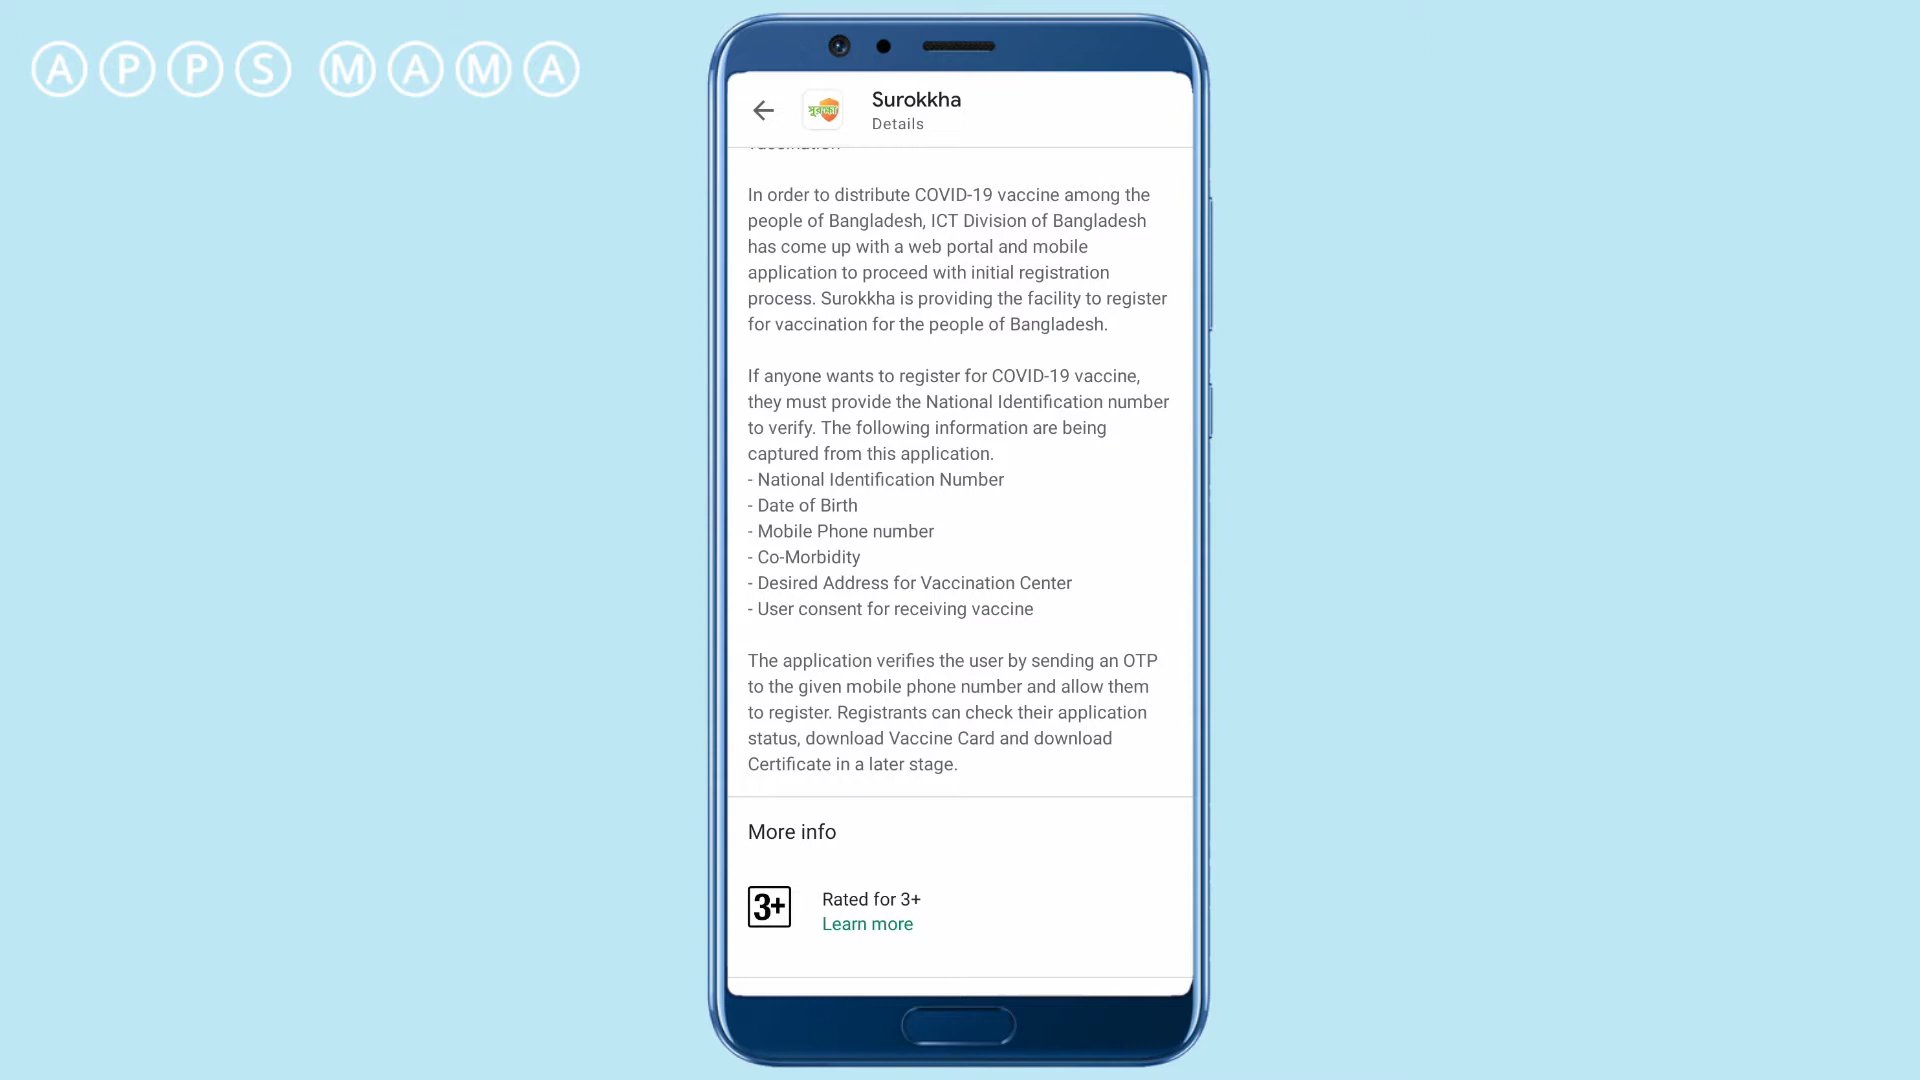 APPS MAMA
সুরক্ষা
Surokkha
Details
vaccination
In order to distribute COVID-19 vaccine among the
people of Bangladesh, ICT Division of Bangladesh
has come up with a web portal and mobile
application to proceed with initial registration
process. Surokkha is providing the facility to register
for vaccination for the people of Bangladesh.
If anyone wants to register for COVID-19 vaccine,
they must provide the National Identification number
to verify. The following information are being
captured from this application.
- National Identification Number
- Date of Birth
- Mobile Phone number
- Co-Morbidity
- Desired Address for Vaccination Center
- User consent for receiving vaccine
The application verifies the user by sending an OTP
to the given mobile phone number and allow them
to register. Registrants can check their application
status, download Vaccine Card and download
Certificate in a later stage.
More info
3+
Rated for 3+
Learn more